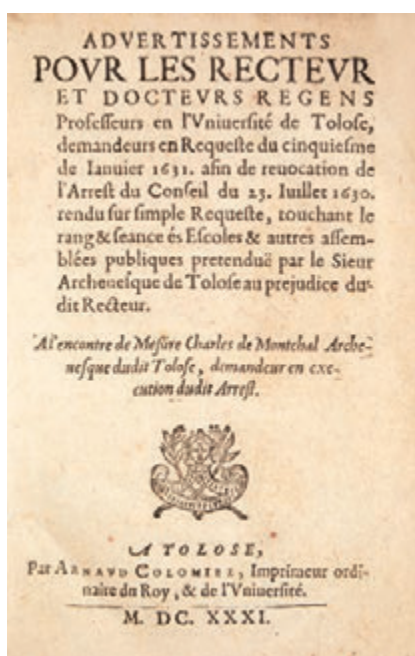 ADVERTISSEMENTS
POVR LES RECTEVR
ET DOCTEVRS REGENS
Professeurs en l'Vniuersité de Tolose,
demandeurs en Requeste du cinquiesme
de Ianuier 1631. afin de reuocation de
l'Arrest du Conseil du 23. Iuillet 1630.
rendu sur simple Requeste, touchant le
rang & seance és Escoles & autres assem-
blées publiques pretenduë par le Sieur
Archeuesque de Tolose au prejudice du-
dit Recteur.
A l'encontre de Messire Charles de Montchal Arche-
uesque dudit Tolose, demandeur en exe-
cution dudit Arrest.
A TOLOSE,
Par ARNAVD COLOMIEZ, Imprimeur ordi-
naire du Roy, & de l'Vniuersité.
M. DC. XXXI.